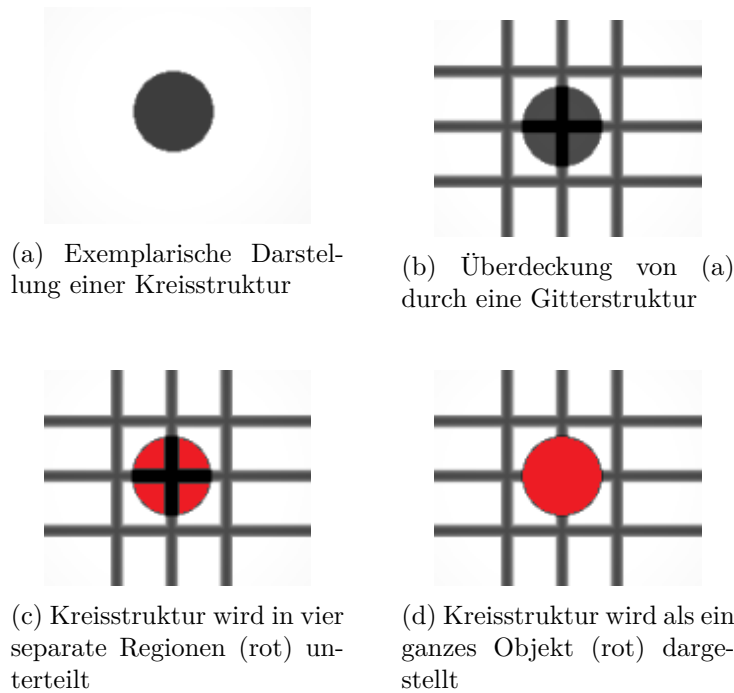 (a) Exemplarische Darstel-
lung einer Kreisstruktur
(b) Überdeckung von (a)
durch eine Gitterstruktur
(c) Kreisstruktur wird in vier
separate Regionen (rot) un-
terteilt
(d) Kreisstruktur wird als ein
ganzes Objekt (rot) darge-
stellt